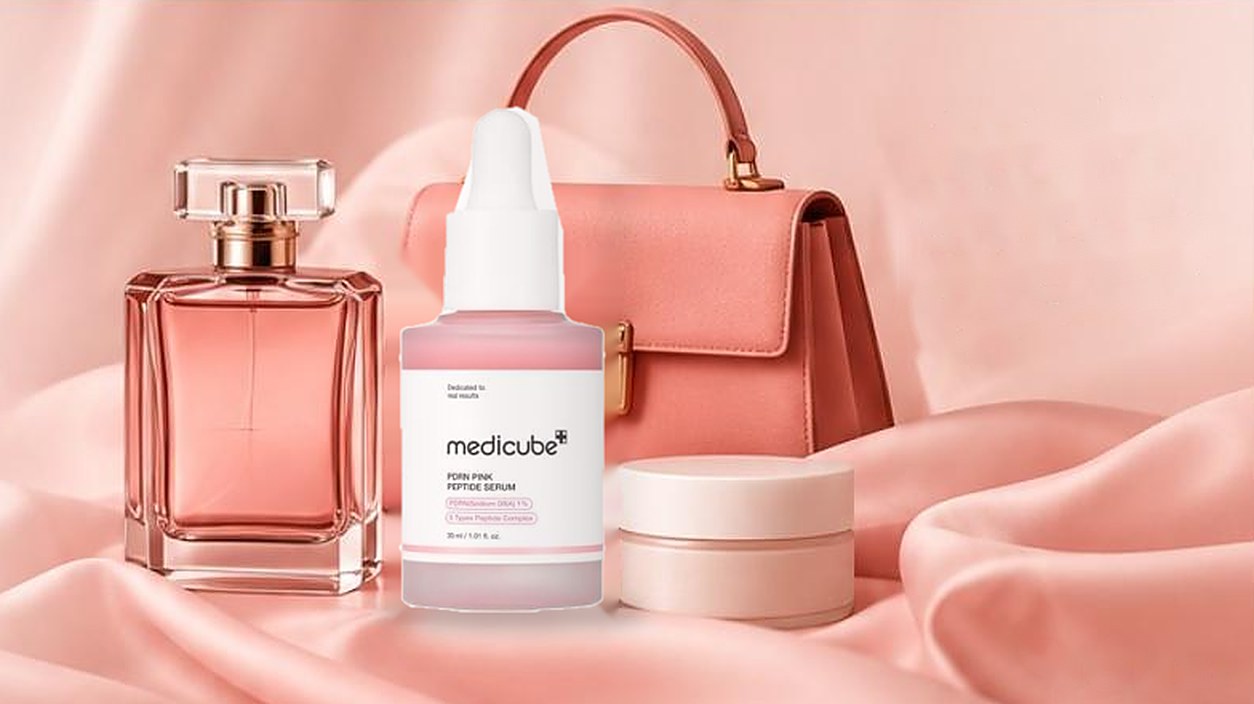 Dedicated to
real results
medicube
PDRN PINK
PEPTIDE SERUM
PDRN(Sodium DNA) 1%
5 Types Peptide Complex
30 ml / 1.01 fl. oz.